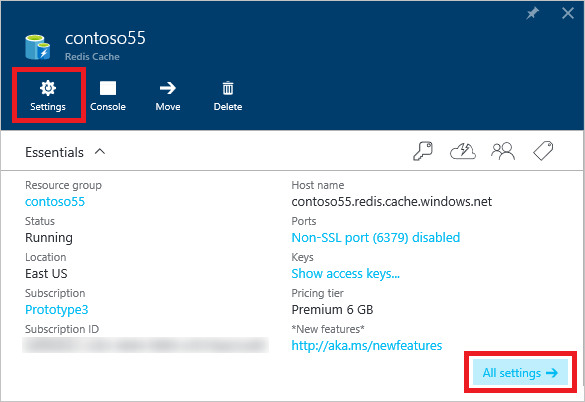 contoso55
Redis Cache
Settings
Console
Move
Delete
Essentials
Resource group
contoso55
Status
Running
Location
East US
Subscription
Prototype3
Subscription ID
Host name
contoso55.redis.cache.windows.net
Ports
Non-SSL port (6379) disabled
Keys
Show access keys...
Pricing tier
Premium 6 GB
*New features*
http://aka.ms/newfeatures
All settings